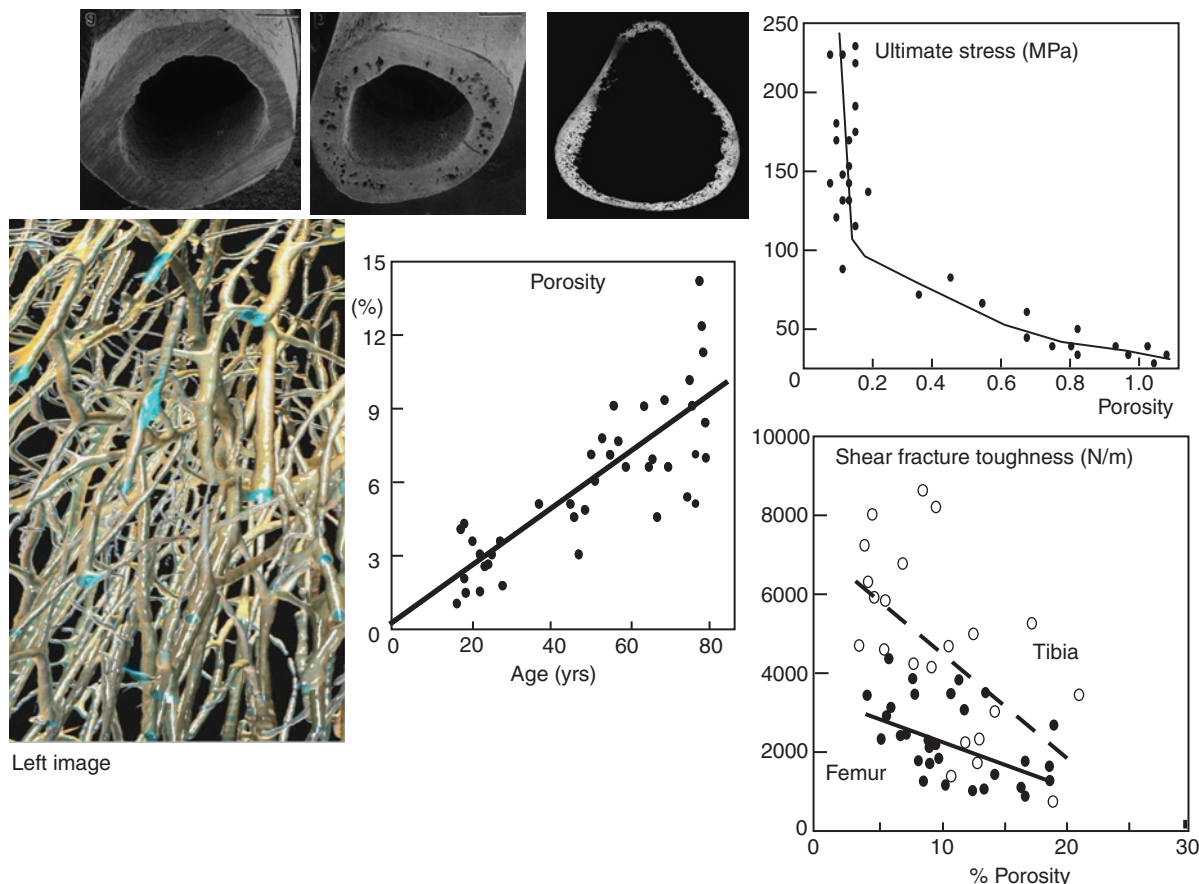 g
Left image
Porosity
(%)
15
12
9
6
3
0
0 20 40 60 80
Age (yrs)
Ultimate stress (MPa)
250
200
150
100
50
0
0.2 0.4 0.6 0.8 1.0
Porosity
Shear fracture toughness (N/m)
10000
8000
6000
4000
2000
0
Tibia
Femur
0 10 20 30
% Porosity